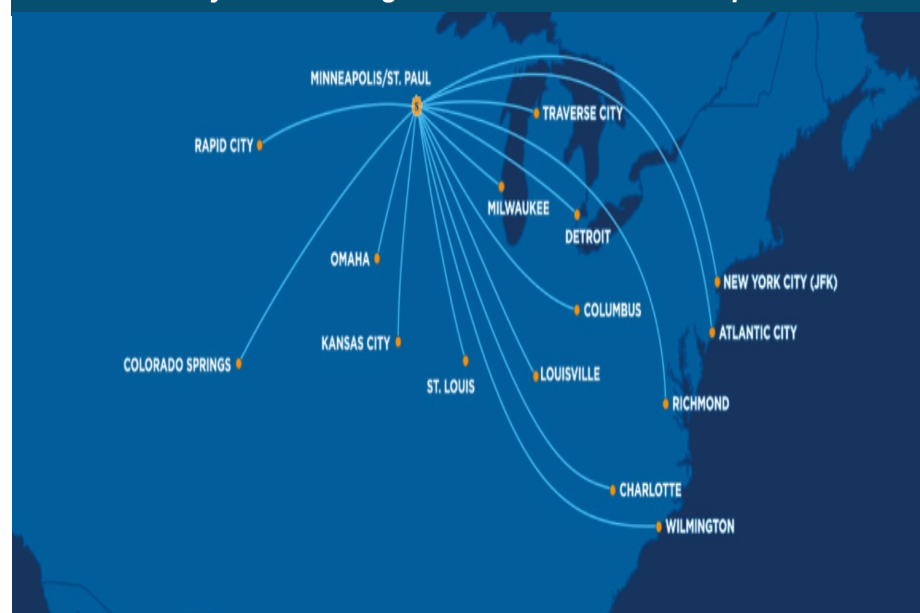 MINNEAPOLIS/ST. PAUL
TRAVERSE CITY
RAPID CITY
MILWAUKEE
DETROIT
OMAHA
NEW YORK CITY (JFK)
COLUMBUS
ATLANTIC CITY
KANSAS CITY
COLORADO SPRINGS
ST. LOUIS
LOUISVILLE
RICHMOND
CHARLOTTE
WILMINGTON